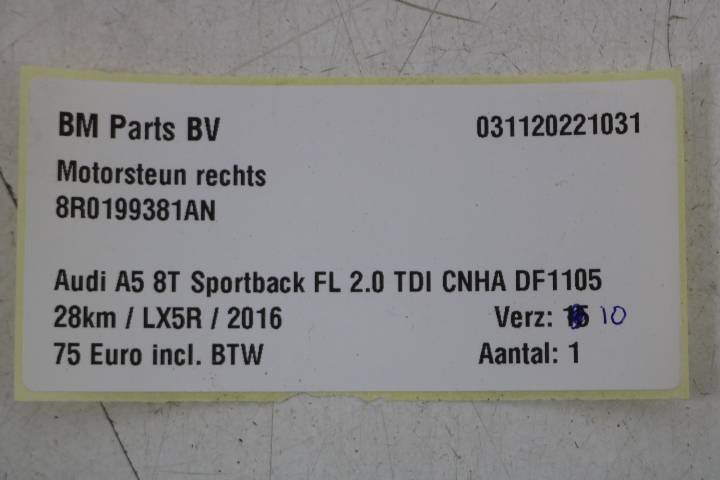 BM Parts BV 031120221031
Motorsteun rechts
8R0199381AN
Audi A5 8T Sportback FL 2.0 TDI CNHA DF1105
28km / LX5R / 2016 Verz: 10
75 Euro incl. BTW Aantal: 1